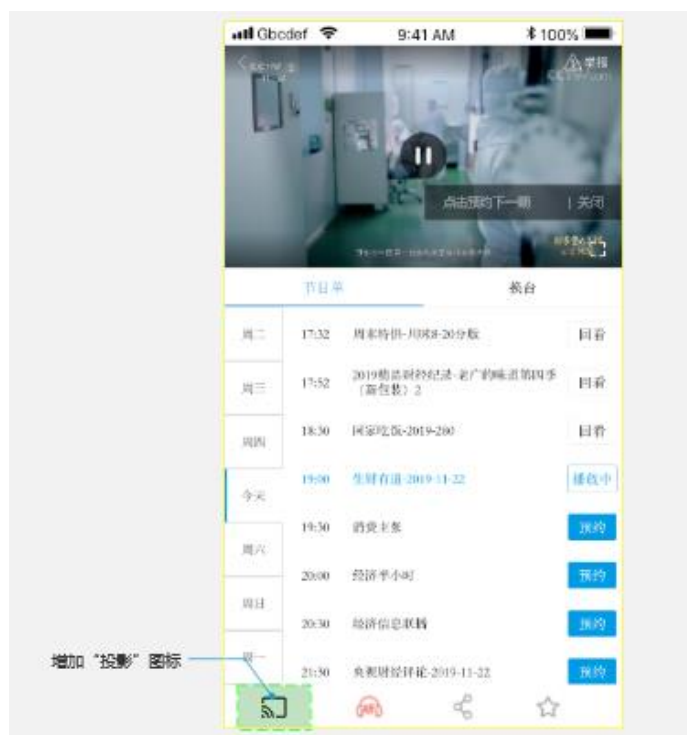 Gbcdef 9:41 AM 100%
举报
点击预约下一期 | 关闭
节目单 换台
周二 17:32 周末特供-川味8-20分版 回看
周三 17:52 2019精品财经纪录-老广的味道第四季
(新包装) 2 回看
周四 18:30 回家吃饭-2019-280 回看
今天 19:00 生财有道-2019-11-22 播放中
19:30 消费主张 预约
周六
20:00 经济半小时 预约
周日
20:30 经济信息联播 预约
周一
21:30 央视财经评论-2019-11-22 预约
增加“投影”图标